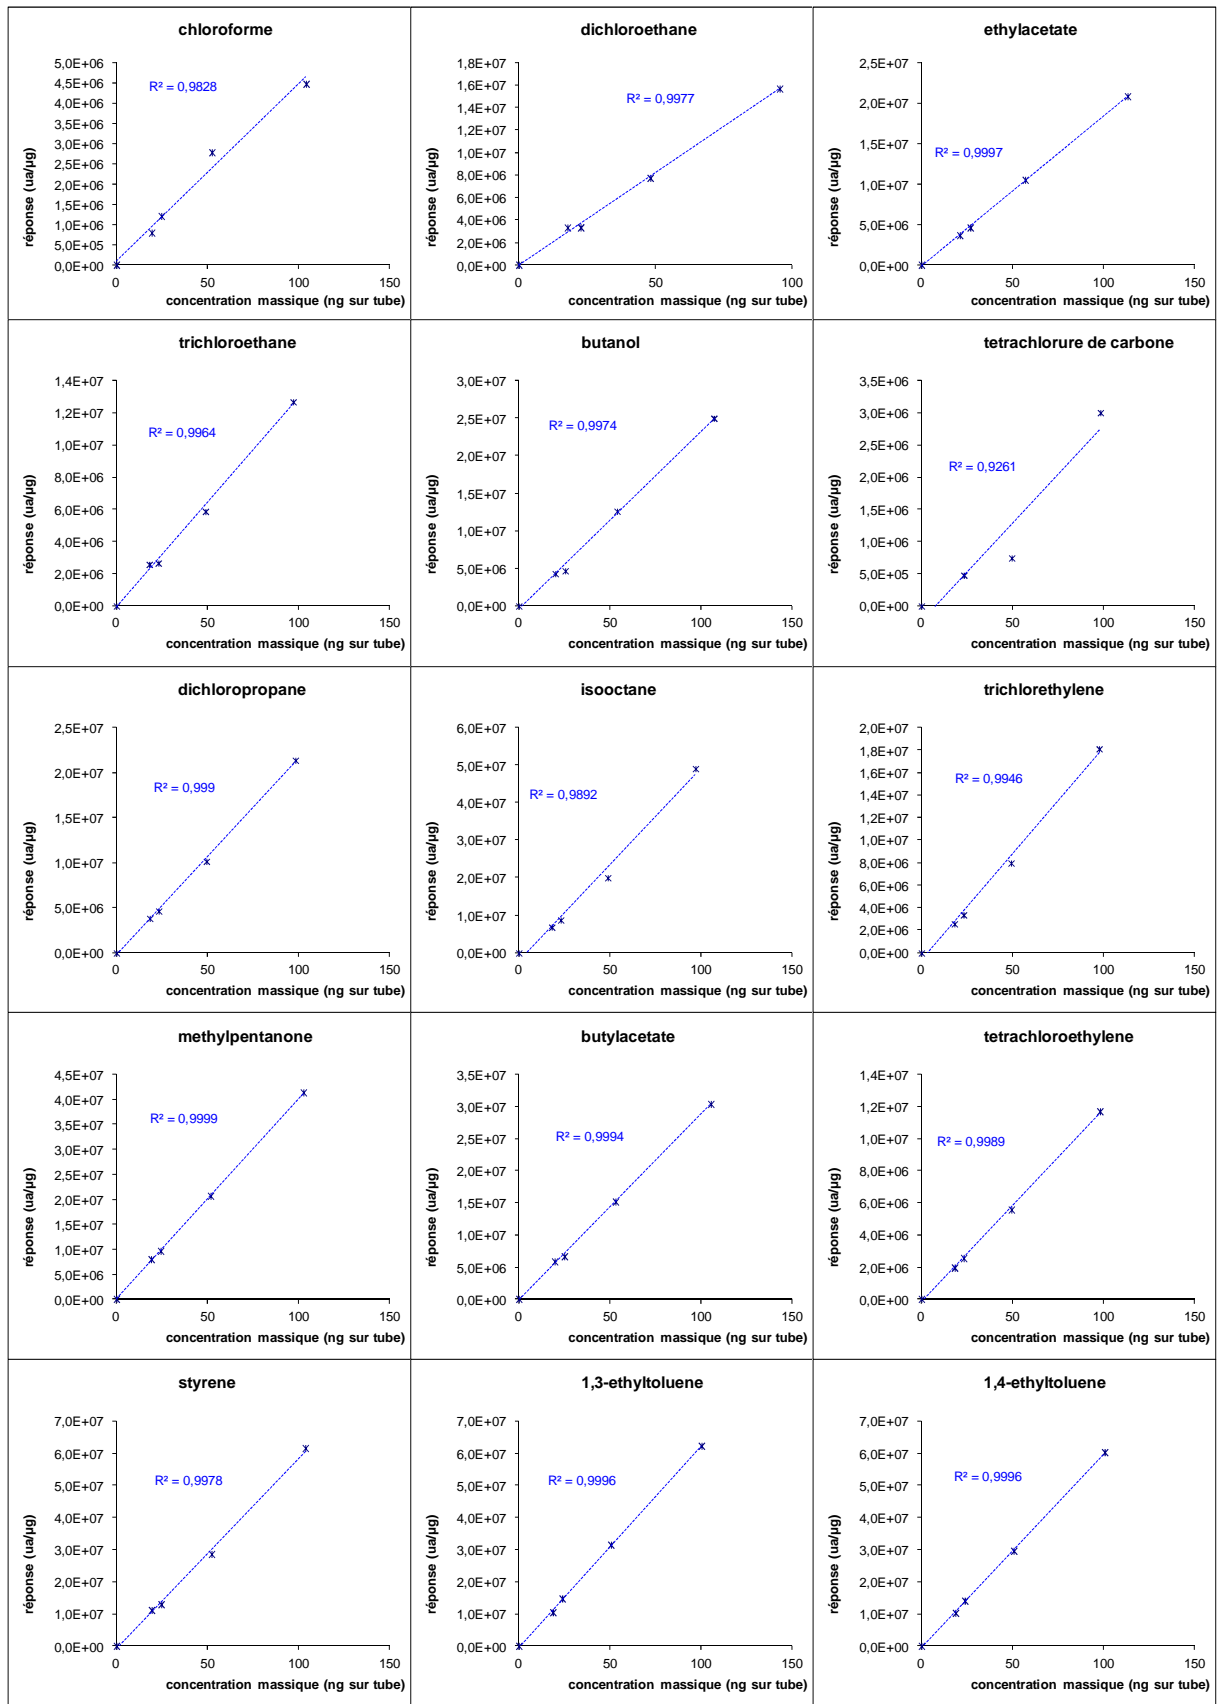 chloroforme
5,0E+06
4,5E+06
4,0E+06
3,5E+06
3,0E+06
2,5E+06
2,0E+06
1,5E+06
1,0E+06
5,0E+05
0,0E+00
R² = 0,9828
réponse (ua/µg)
0 50 100 150
concentration massique (ng sur tube)
dichloroethane
1,8E+07
1,6E+07
1,4E+07
1,2E+07
1,0E+07
8,0E+06
6,0E+06
4,0E+06
2,0E+06
0,0E+00
R² = 0,9977
réponse (ua/µg)
0 50 100
concentration massique (ng sur tube)
ethylacetate
2,5E+07
2,0E+07
1,5E+07
1,0E+07
5,0E+06
0,0E+00
R² = 0,9997
réponse (ua/µg)
0 50 100 150
concentration massique (ng sur tube)
trichloroethane
1,4E+07
1,2E+07
1,0E+07
8,0E+06
6,0E+06
4,0E+06
2,0E+06
0,0E+00
R² = 0,9964
réponse (ua/µg)
0 50 100 150
concentration massique (ng sur tube)
butanol
3,0E+07
2,5E+07
2,0E+07
1,5E+07
1,0E+07
5,0E+06
0,0E+00
R² = 0,9974
réponse (ua/µg)
0 50 100 150
concentration massique (ng sur tube)
tetrachlorure de carbone
3,5E+06
3,0E+06
2,5E+06
2,0E+06
1,5E+06
1,0E+06
5,0E+05
0,0E+00
R² = 0,9261
réponse (ua/µg)
0 50 100 150
concentration massique (ng sur tube)
dichloropropane
2,5E+07
2,0E+07
1,5E+07
1,0E+07
5,0E+06
0,0E+00
R² = 0,999
réponse (ua/µg)
0 50 100 150
concentration massique (ng sur tube)
isooctane
6,0E+07
5,0E+07
4,0E+07
3,0E+07
2,0E+07
1,0E+07
0,0E+00
R² = 0,9892
réponse (ua/µg)
0 50 100 150
concentration massique (ng sur tube)
trichlorethylene
2,0E+07
1,8E+07
1,6E+07
1,4E+07
1,2E+07
1,0E+07
8,0E+06
6,0E+06
4,0E+06
2,0E+06
0,0E+00
R² = 0,9946
réponse (ua/µg)
0 50 100 150
concentration massique (ng sur tube)
methylpentanone
4,5E+07
4,0E+07
3,5E+07
3,0E+07
2,5E+07
2,0E+07
1,5E+07
1,0E+07
5,0E+06
0,0E+00
R² = 0,9999
réponse (ua/µg)
0 50 100 150
concentration massique (ng sur tube)
butylacetate
3,5E+07
3,0E+07
2,5E+07
2,0E+07
1,5E+07
1,0E+07
5,0E+06
0,0E+00
R² = 0,9994
réponse (ua/µg)
0 50 100 150
concentration massique (ng sur tube)
tetrachloroethylene
1,4E+07
1,2E+07
1,0E+07
8,0E+06
6,0E+06
4,0E+06
2,0E+06
0,0E+00
R² = 0,9989
réponse (ua/µg)
0 50 100 150
concentration massique (ng sur tube)
styrene
7,0E+07
6,0E+07
5,0E+07
4,0E+07
3,0E+07
2,0E+07
1,0E+07
0,0E+00
R² = 0,9978
réponse (ua/µg)
0 50 100 150
concentration massique (ng sur tube)
1,3-ethyltoluene
7,0E+07
6,0E+07
5,0E+07
4,0E+07
3,0E+07
2,0E+07
1,0E+07
0,0E+00
R² = 0,9996
réponse (ua/µg)
0 50 100 150
concentration massique (ng sur tube)
1,4-ethyltoluene
7,0E+07
6,0E+07
5,0E+07
4,0E+07
3,0E+07
2,0E+07
1,0E+07
0,0E+00
R² = 0,9996
réponse (ua/µg)
0 50 100 150
concentration massique (ng sur tube)